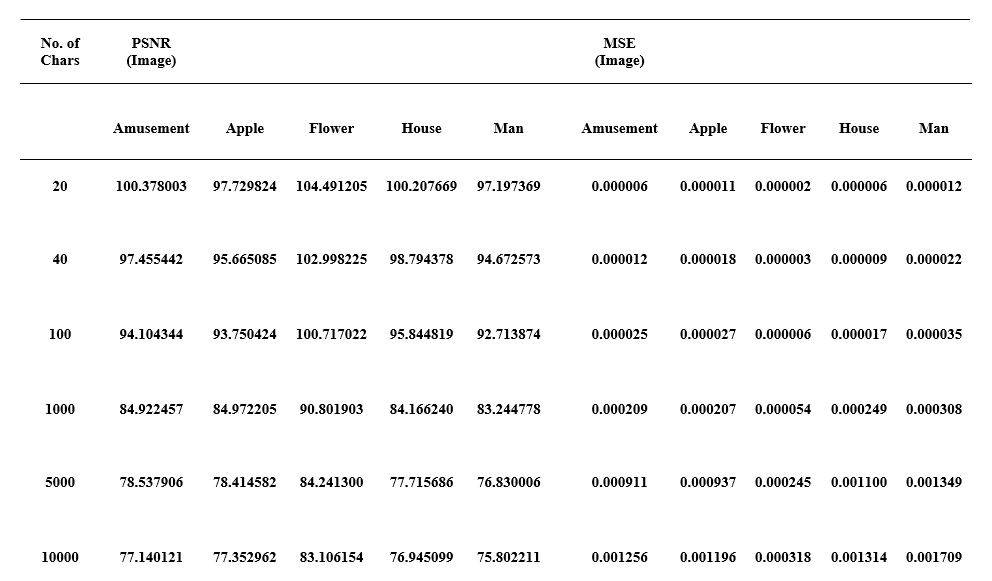 No. of Chars PSNR (Image) MSE (Image)
Amusement Apple Flower House Man Amusement Apple Flower House Man
20 100.378003 97.729824 104.491205 100.207669 97.197369 0.000006 0.000011 0.000002 0.000006 0.000012
40 97.455442 95.665085 102.998225 98.794378 94.672573 0.000012 0.000018 0.000003 0.000009 0.000022
100 94.104344 93.750424 100.717022 95.844819 92.713874 0.000025 0.000027 0.000006 0.000017 0.000035
1000 84.922457 84.972205 90.801903 84.166240 83.244778 0.000209 0.000207 0.000054 0.000249 0.000308
5000 78.537906 78.414582 84.241300 77.715686 76.830006 0.000911 0.000937 0.000245 0.001100 0.001349
10000 77.140121 77.352962 83.106154 76.945099 75.802211 0.001256 0.001196 0.000318 0.001314 0.001709